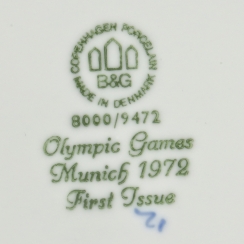 COPENHAGEN PORCELAIN
B&G
MADE IN DENMARK
8000/9472
Olympic Games
Munich 1972
First Issue